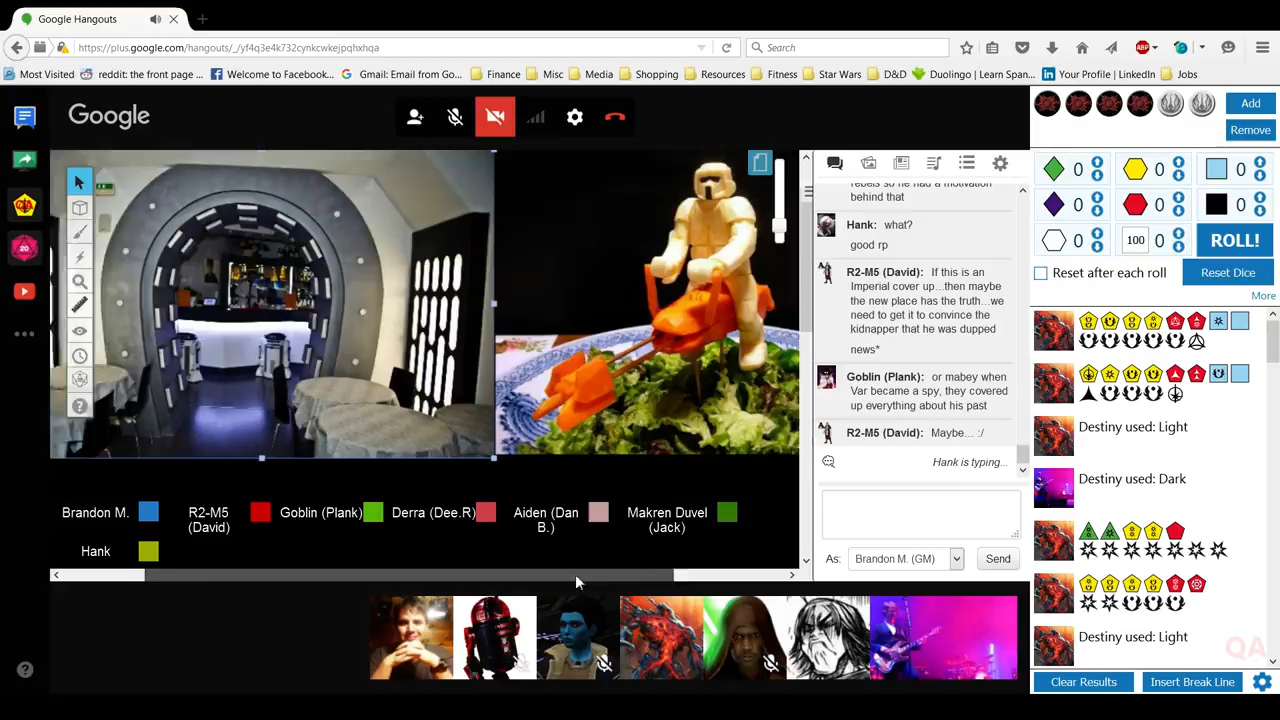 Google Hangouts
https://plus.google.com/hangouts/_/yf4q3e4k732cynkcwkejpqhxhqa
Search
ABP
Most Visited
reddit: the front page ...
Welcome to Facebook...
Gmail: Email from Go...
Finance
Misc
Media
Shopping
Resources
Fitness
Star Wars
D&D
Duolingo | Learn Span...
Your Profile | LinkedIn
Jobs
Google
Add
Remove
0
0
0
0
0
0
0
100
0
ROLL!
Reset after each roll
Reset Dice
More
rebels so he had a motivation
behind that
Hank: what?
good rp
R2-M5 (David): If this is an
Imperial cover up...then maybe
the new place has the truth...we
need to get it to convince the
kidnapper that he was dupped
news*
Goblin (Plank): or mabey when
Var became a spy, they covered
up everything about his past
R2-M5 (David): Maybe... :/
Hank is typing...
As:
Brandon M. (GM)
Send
Destiny used: Light
Destiny used: Dark
Destiny used: Light
Brandon M.
R2-M5
(David)
Goblin (Plank)
Derra (Dee.R)
Aiden (Dan
B.)
Makren Duvel
(Jack)
Hank
20
QA
Clear Results
Insert Break Line